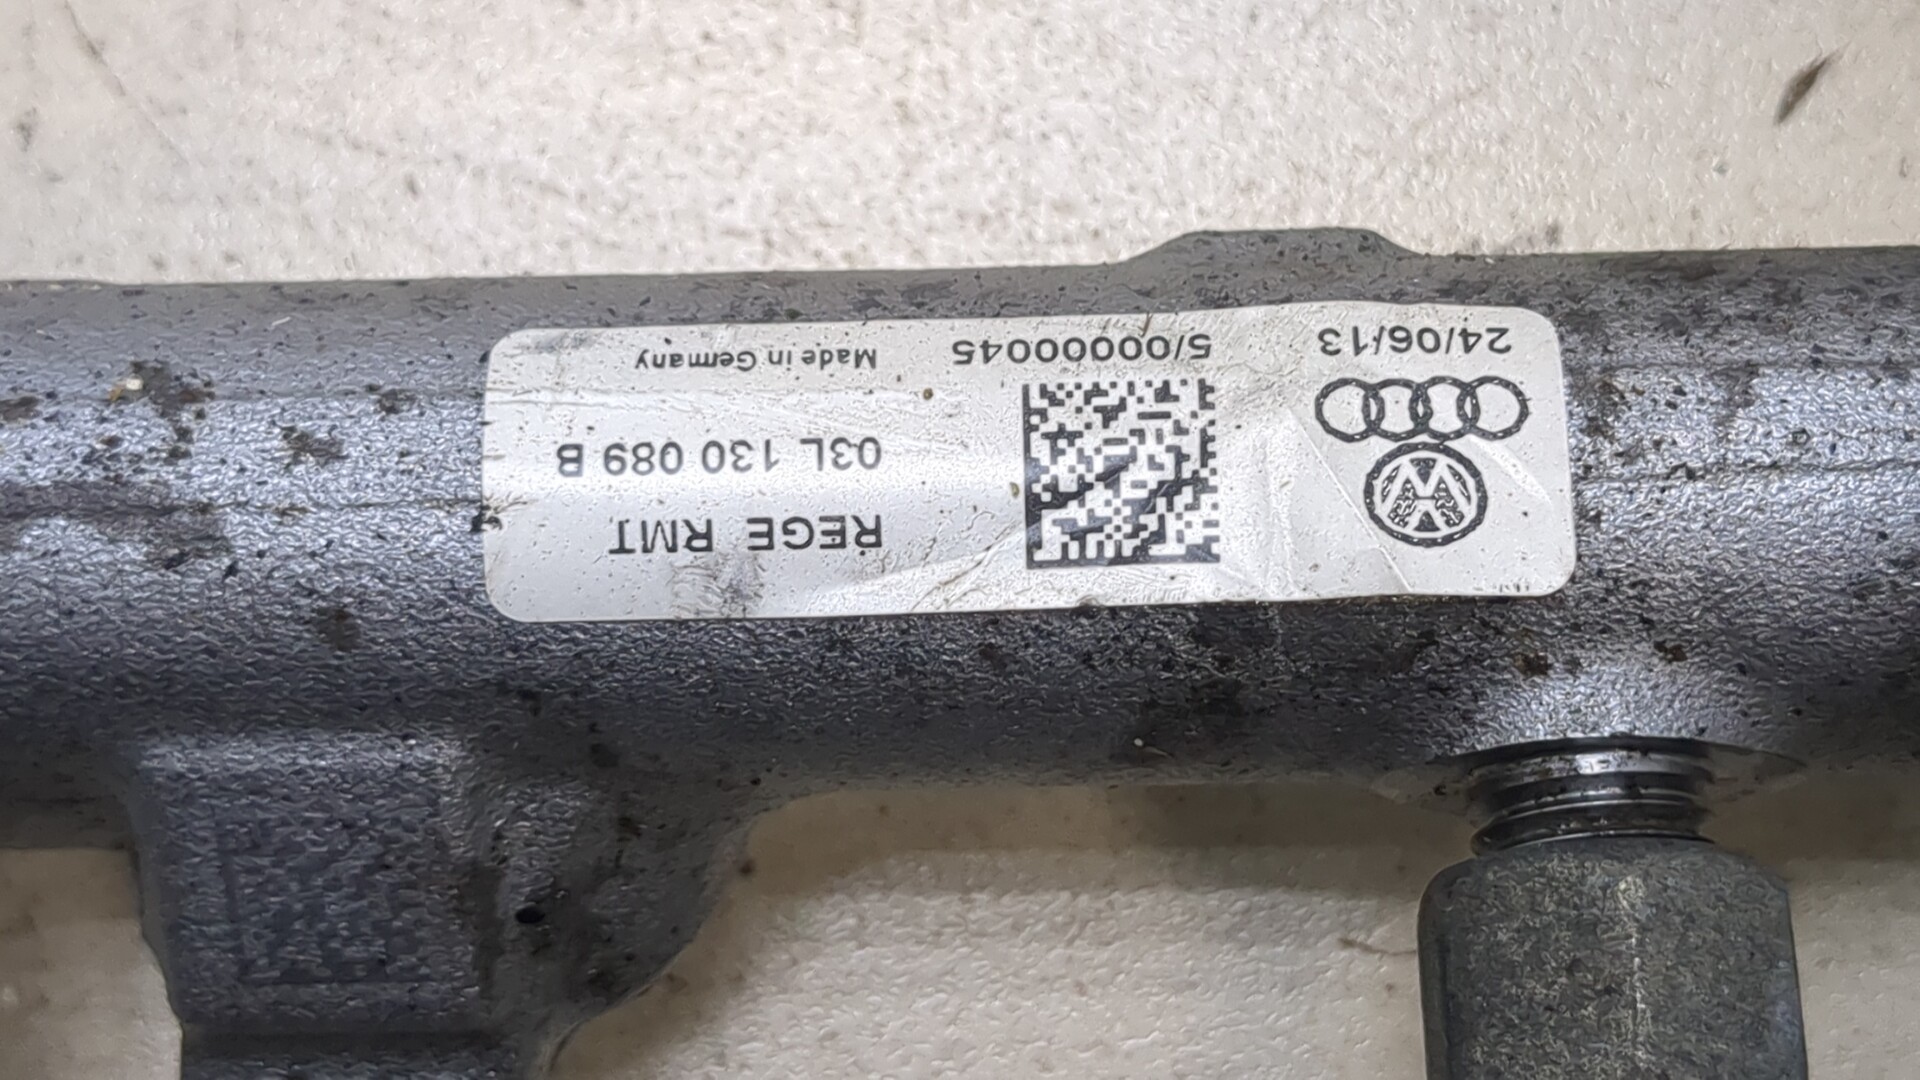 REGE RMT
03L 130 089 B
Made in Germany
24/06/13
5/00000045